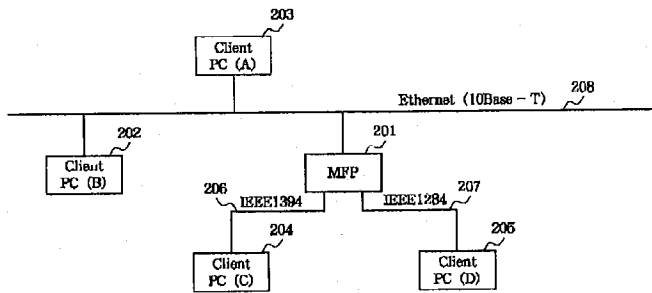 203
Client
PC (A)
Ethernet (10Base-T)
208
202
Client
PC (B)
201
MFP
206
IEEE1394
IEEE1284
207
204
Client
PC (C)
205
Client
PC (D)